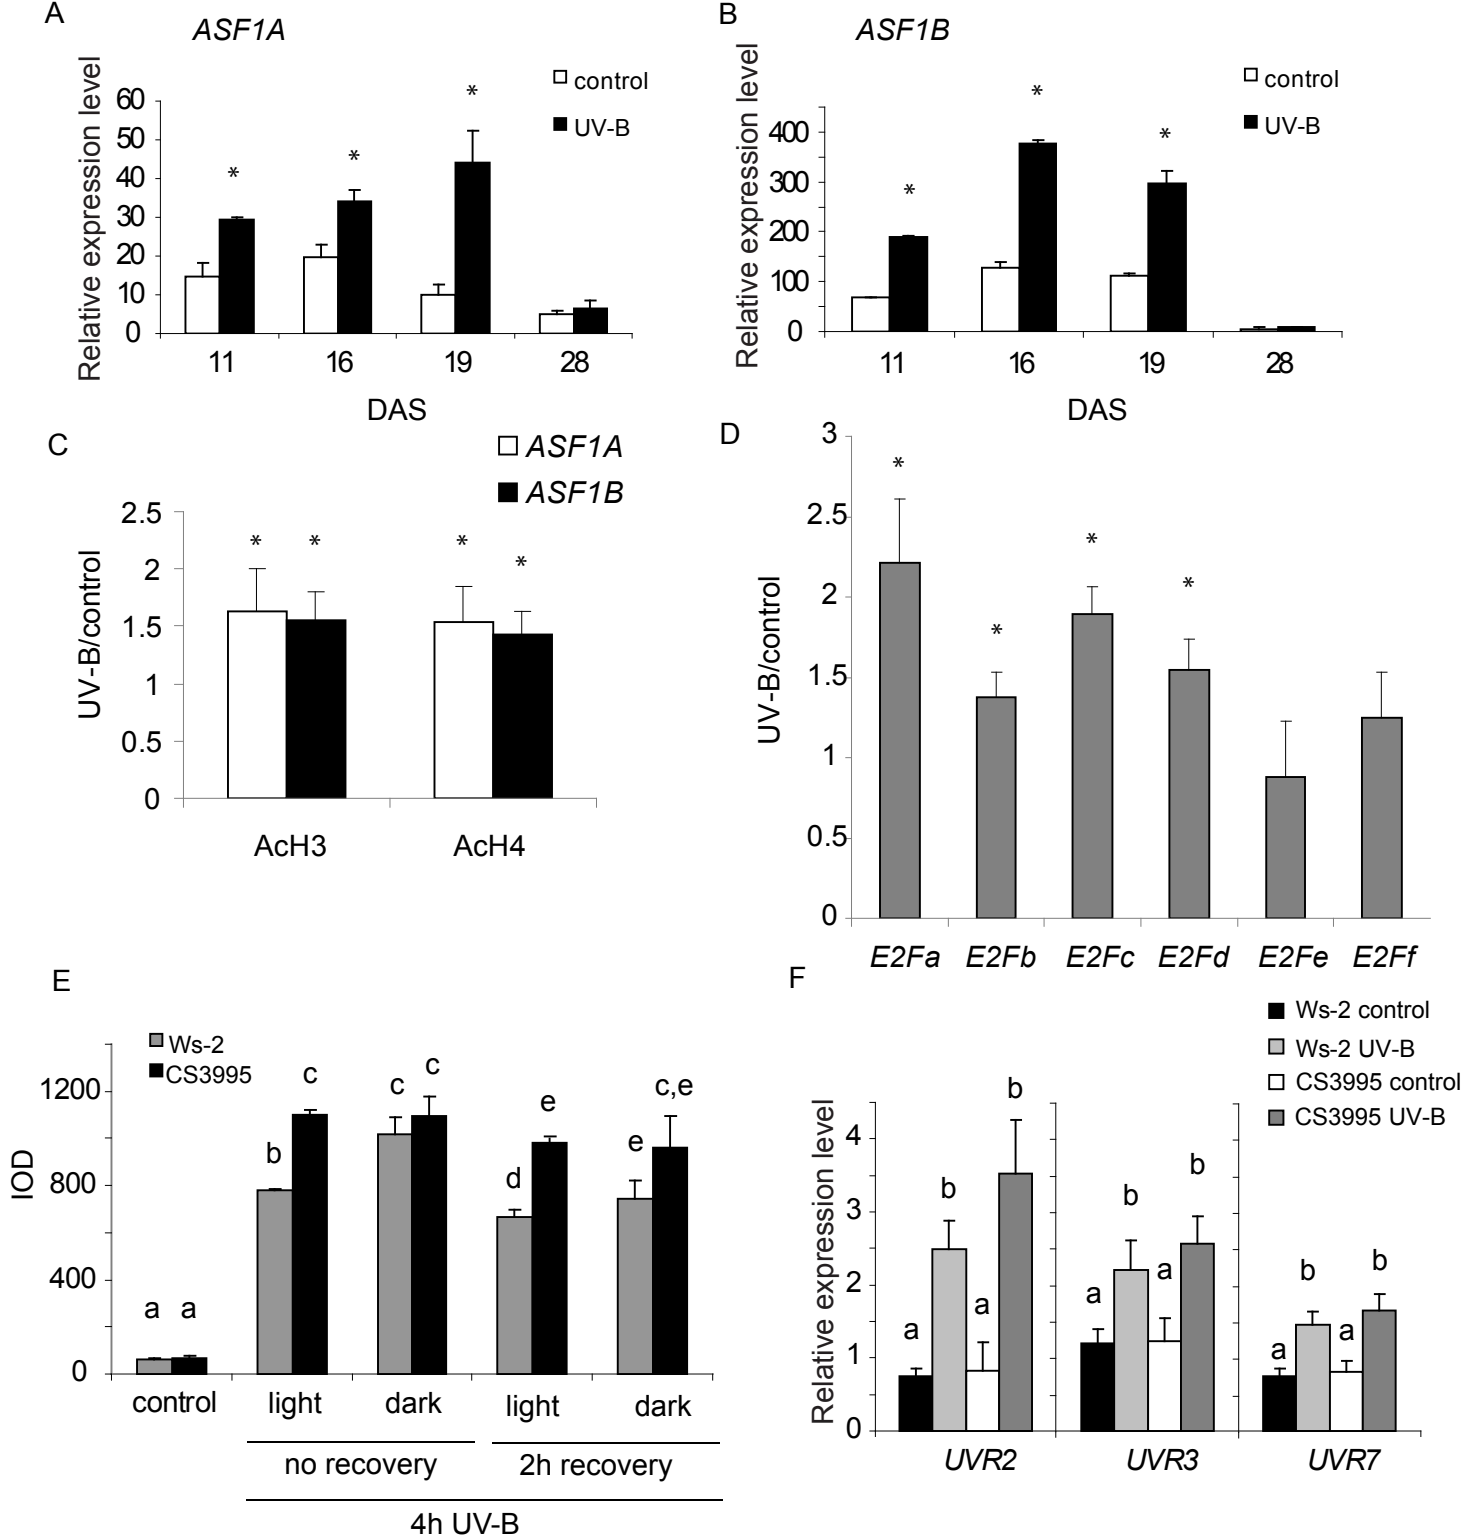 A
ASF1A
Relative expression level
control
UV-B
60
50
40
30
20
10
0
*
*
*
11
16
19
28
DAS
B
ASF1B
Relative expression level
control
UV-B
400
300
200
100
0
*
*
*
11
16
19
28
DAS
C
ASF1A
ASF1B
UV-B/control
2.5
2
1.5
1
0.5
0
*
*
*
*
AcH3
AcH4
D
UV-B/control
3
2.5
2
1.5
1
0.5
0
*
*
*
*
E2Fa
E2Fb
E2Fc
E2Fd
E2Fe
E2Ff
E
Ws-2
CS3995
IOD
1200
800
400
0
a
a
b
c
c
c
d
e
e
c,e
control
light
dark
light
dark
no recovery
2h recovery
4h UV-B
F
Ws-2 control
Ws-2 UV-B
CS3995 control
CS3995 UV-B
Relative expression level
4
3
2
1
0
a
b
a
b
a
b
a
b
a
b
a
b
UVR2
UVR3
UVR7